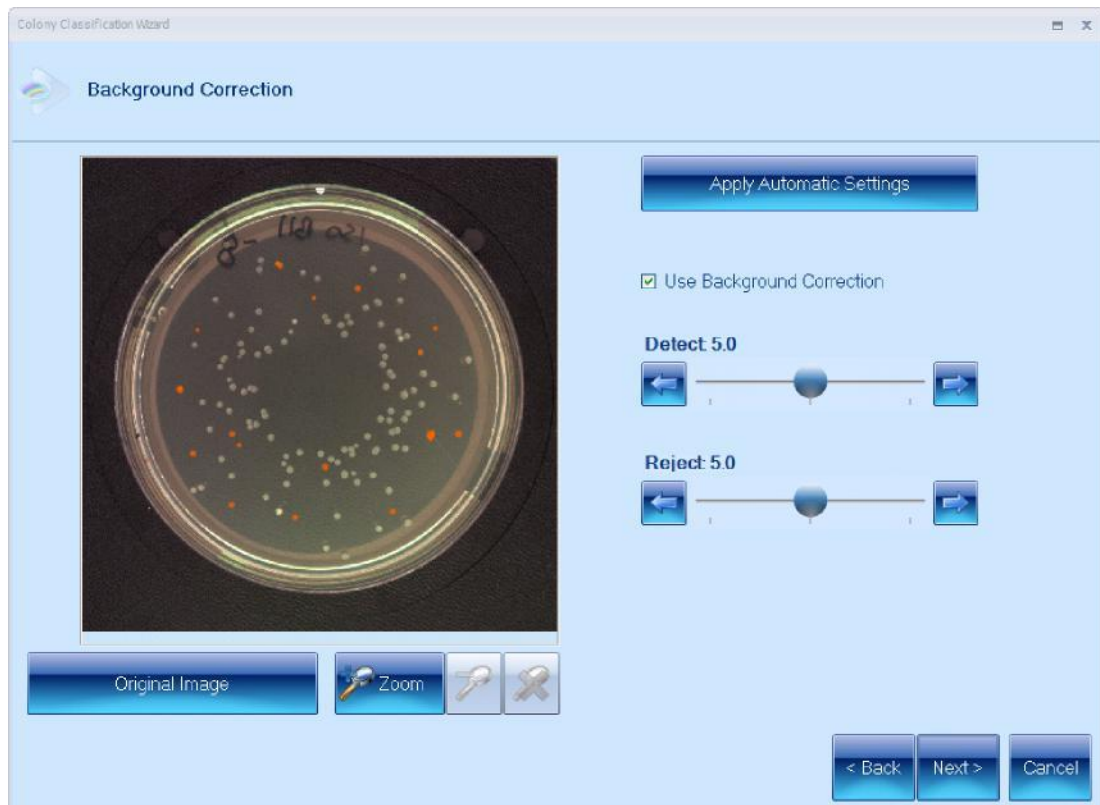 Colony Classification Wizard
Background Correction
Apply Automatic Settings
Use Background Correction
Detect: 5.0
Reject: 5.0
Original Image
Zoom
< Back
Next >
Cancel